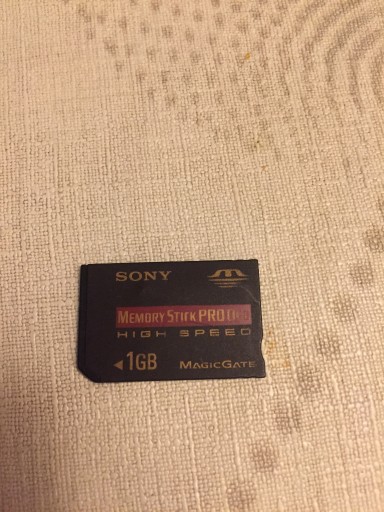 SONY
MEMORY STICK PRO DUO
HIGH SPEED
1GB MAGICGATE